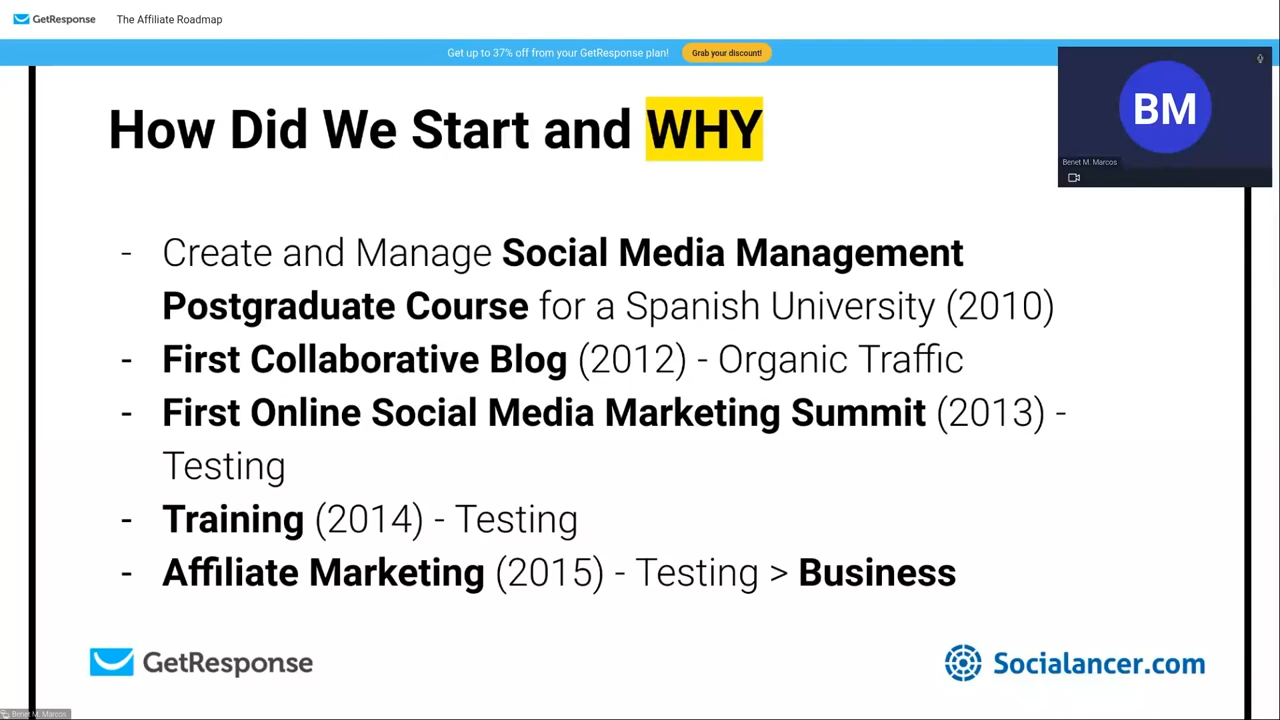 GetResponse The Affiliate Roadmap
Get up to 37% off from your GetResponse plan! Grab your discount!
BM
Benet M. Marcos
How Did We Start and WHY
- Create and Manage Social Media Management
Postgraduate Course for a Spanish University (2010)
- First Collaborative Blog (2012) - Organic Traffic
- First Online Social Media Marketing Summit (2013) -
Testing
- Training (2014) - Testing
- Affiliate Marketing (2015) - Testing > Business
GetResponse Socialancer.com
Benet M. Marcos